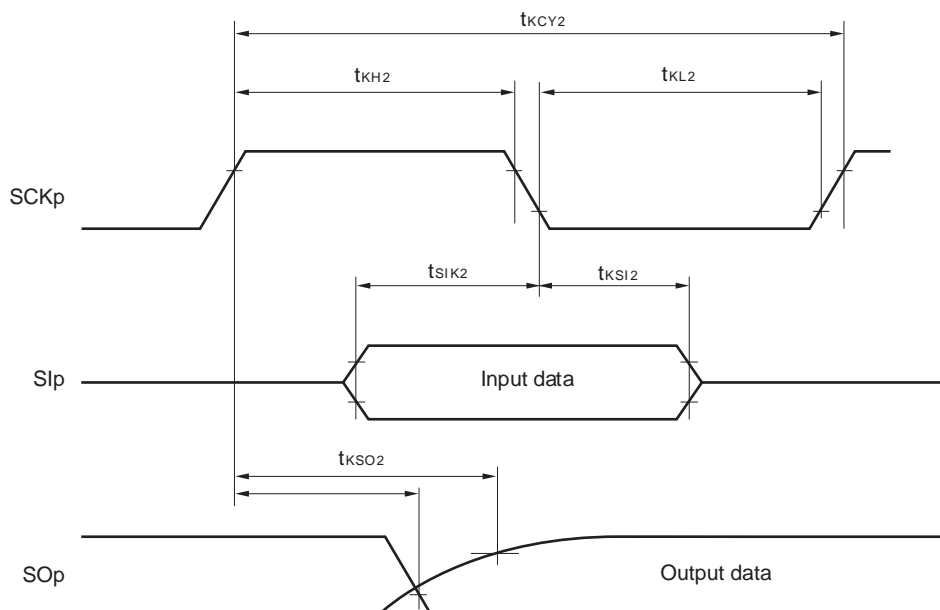 tKCY2
tKH2
tKL2
SCKp
tSIK2
tKSI2
SIp
Input data
tKSO2
SOp
Output data